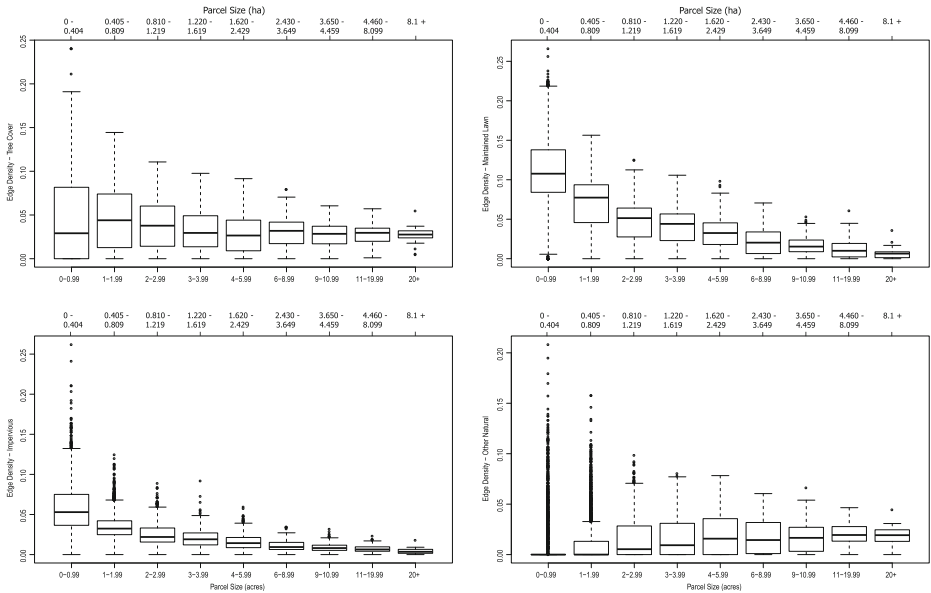 Parcel Size (ha)
0 - 0.405 - 0.810 - 1.220 - 1.620 - 2.430 - 3.650 - 4.460 - 8.1 +
0.404 0.809 1.219 1.619 2.429 3.649 4.459 8.099
Edge Density – Tree Cover
0.25
0.20
0.15
0.10
0.05
0.00
0–0.99 1–1.99 2–2.99 3–3.99 4–5.99 6–8.99 9–10.99 11–19.99 20+
Parcel Size (ha)
0 - 0.405 - 0.810 - 1.220 - 1.620 - 2.430 - 3.650 - 4.460 - 8.1 +
0.404 0.809 1.219 1.619 2.429 3.649 4.459 8.099
Edge Density – Maintained Lawn
0.25
0.20
0.15
0.10
0.05
0.00
0–0.99 1–1.99 2–2.99 3–3.99 4–5.99 6–8.99 9–10.99 11–19.99 20+
0 - 0.405 - 0.810 - 1.220 - 1.620 - 2.430 - 3.650 - 4.460 - 8.1 +
0.404 0.809 1.219 1.619 2.429 3.649 4.459 8.099
Edge Density – Impervious
0.25
0.20
0.15
0.10
0.05
0.00
0–0.99 1–1.99 2–2.99 3–3.99 4–5.99 6–8.99 9–10.99 11–19.99 20+
Parcel Size (acres)
0 - 0.405 - 0.810 - 1.220 - 1.620 - 2.430 - 3.650 - 4.460 - 8.1 +
0.404 0.809 1.219 1.619 2.429 3.649 4.459 8.099
Edge Density – Other Natural
0.20
0.15
0.10
0.05
0.00
0–0.99 1–1.99 2–2.99 3–3.99 4–5.99 6–8.99 9–10.99 11–19.99 20+
Parcel Size (acres)